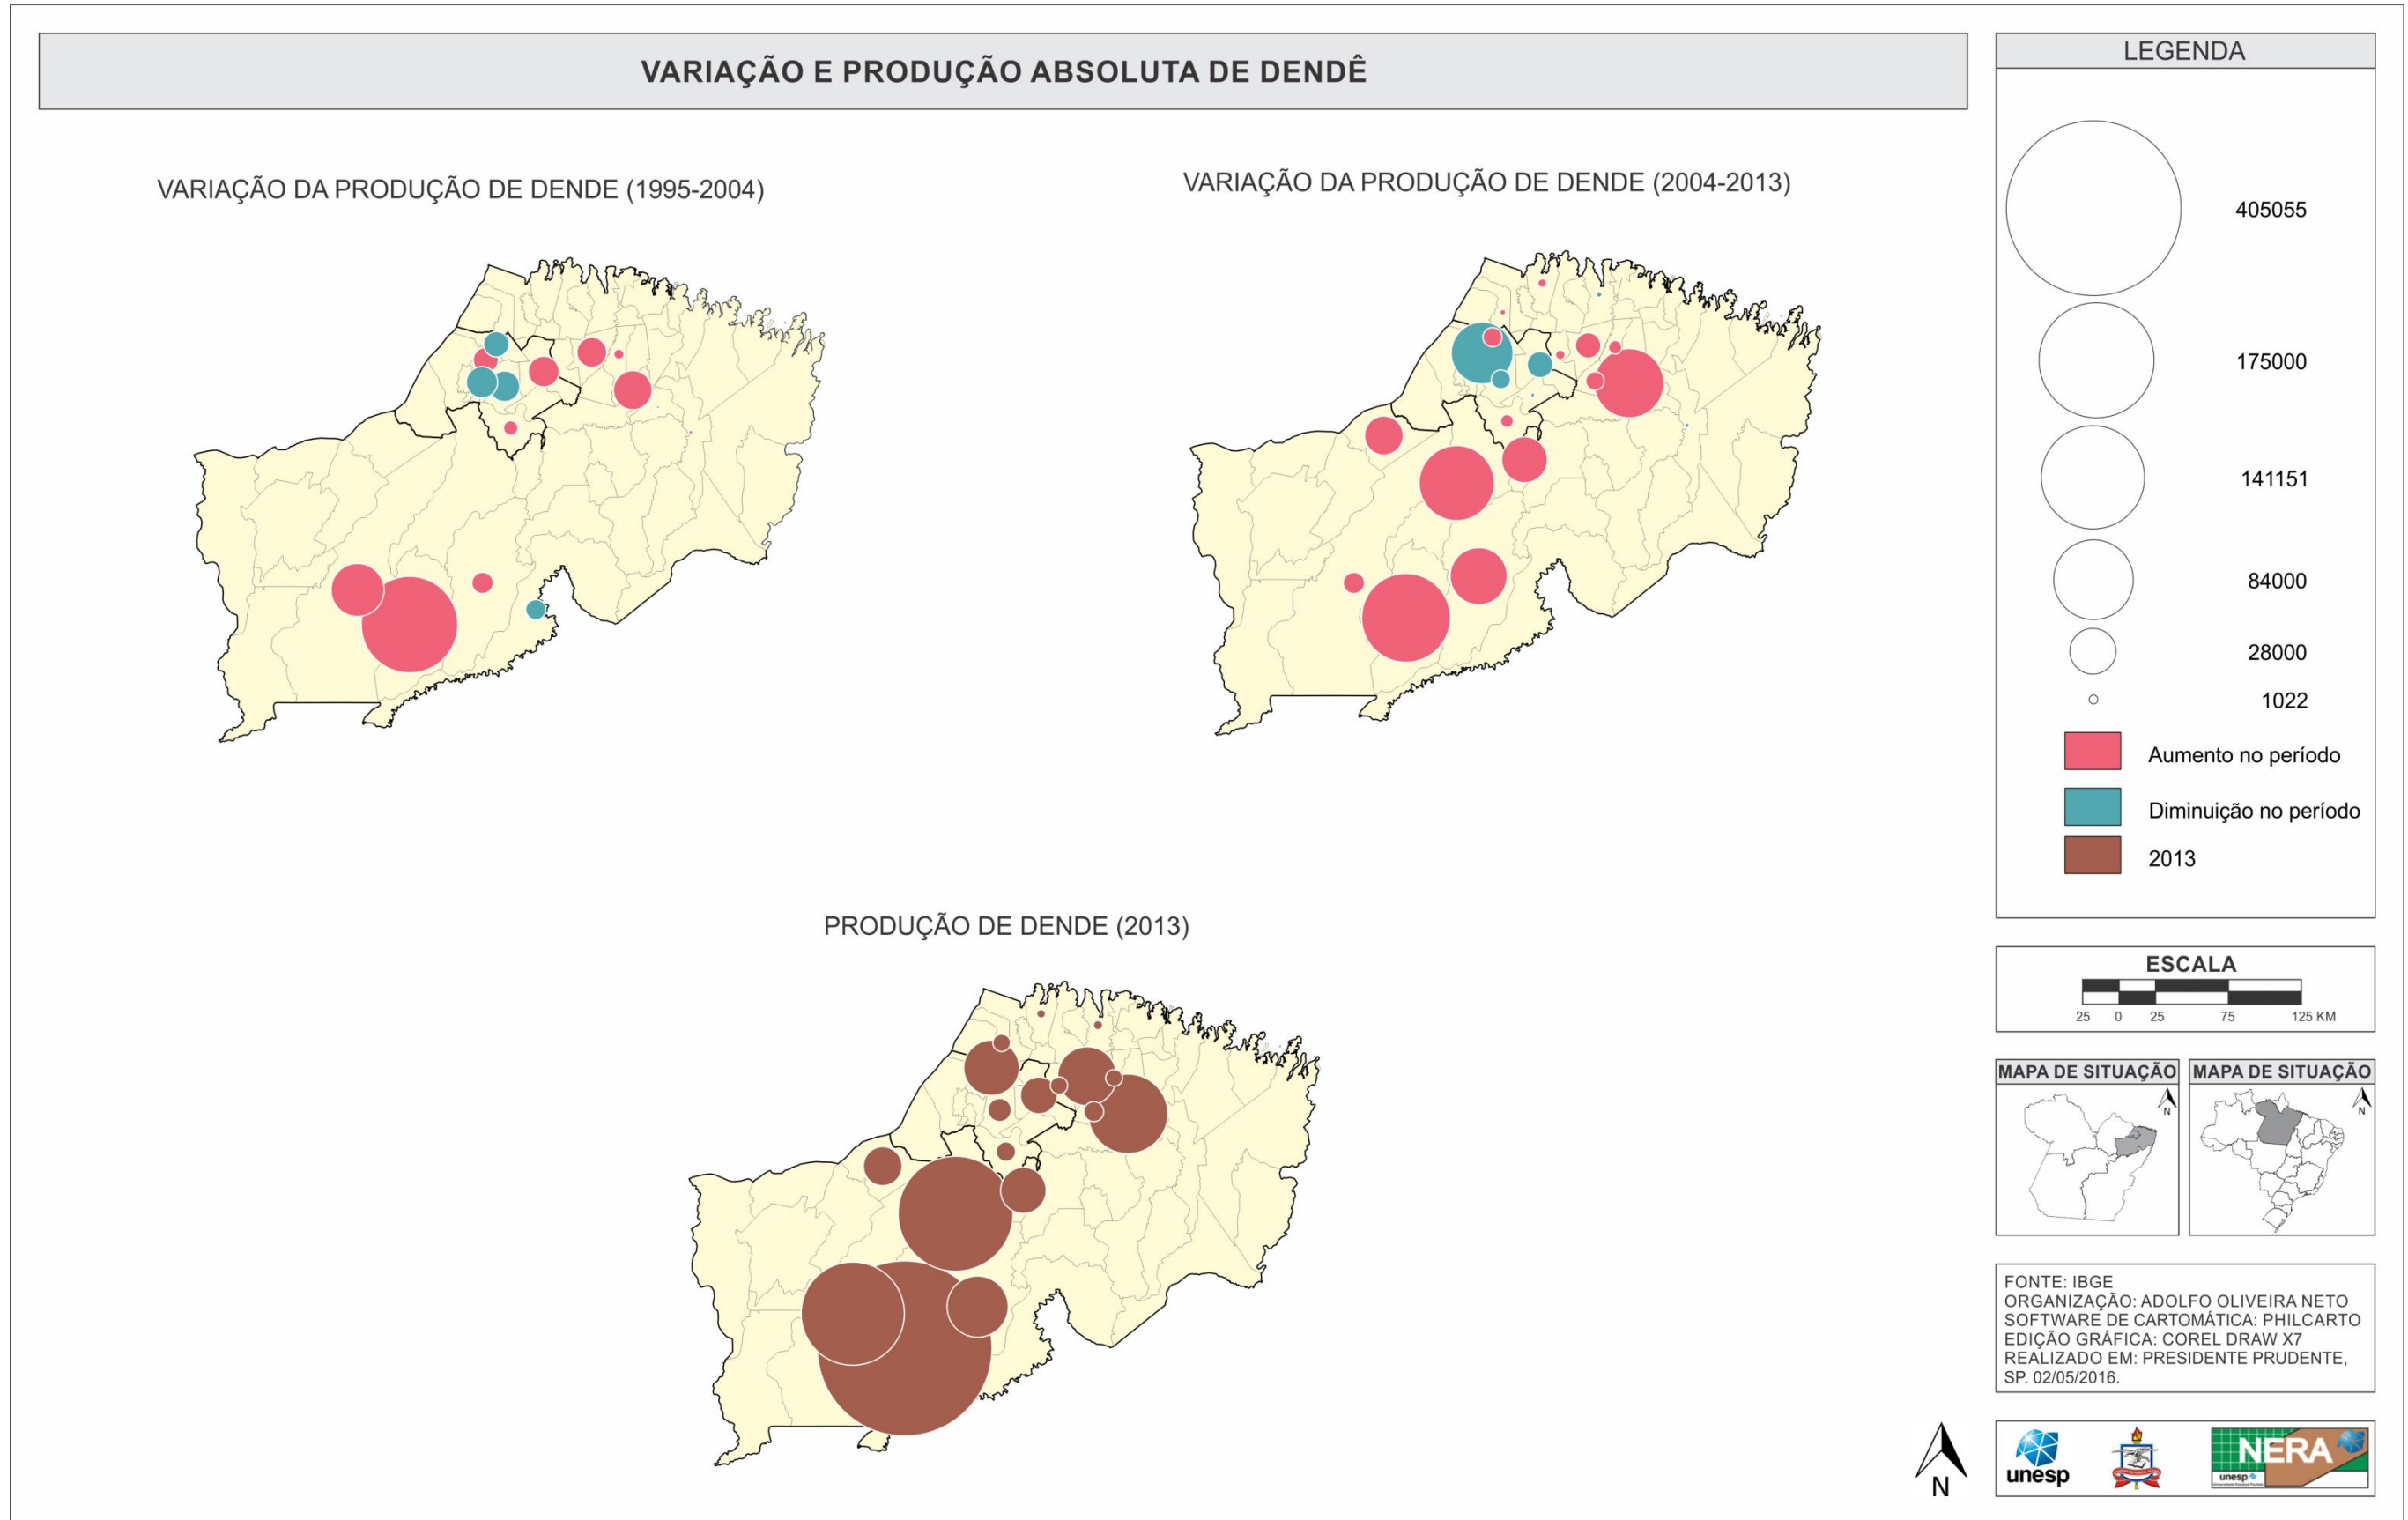 VARIAÇÃO E PRODUÇÃO ABSOLUTA DE DENDÊ
VARIAÇÃO DA PRODUÇÃO DE DENDE (1995-2004)
VARIAÇÃO DA PRODUÇÃO DE DENDE (2004-2013)
PRODUÇÃO DE DENDE (2013)
LEGENDA
405055
175000
141151
84000
28000
1022
Aumento no período
Diminuição no período
2013
ESCALA
25 0 25 75 125 KM
MAPA DE SITUAÇÃO
N
MAPA DE SITUAÇÃO
N
FONTE: IBGE
ORGANIZAÇÃO: ADOLFO OLIVEIRA NETO
SOFTWARE DE CARTOMÁTICA: PHILCARTO
EDIÇÃO GRÁFICA: COREL DRAW X7
REALIZADO EM: PRESIDENTE PRUDENTE,
SP. 02/05/2016.
N
unesp
NERA
unesp